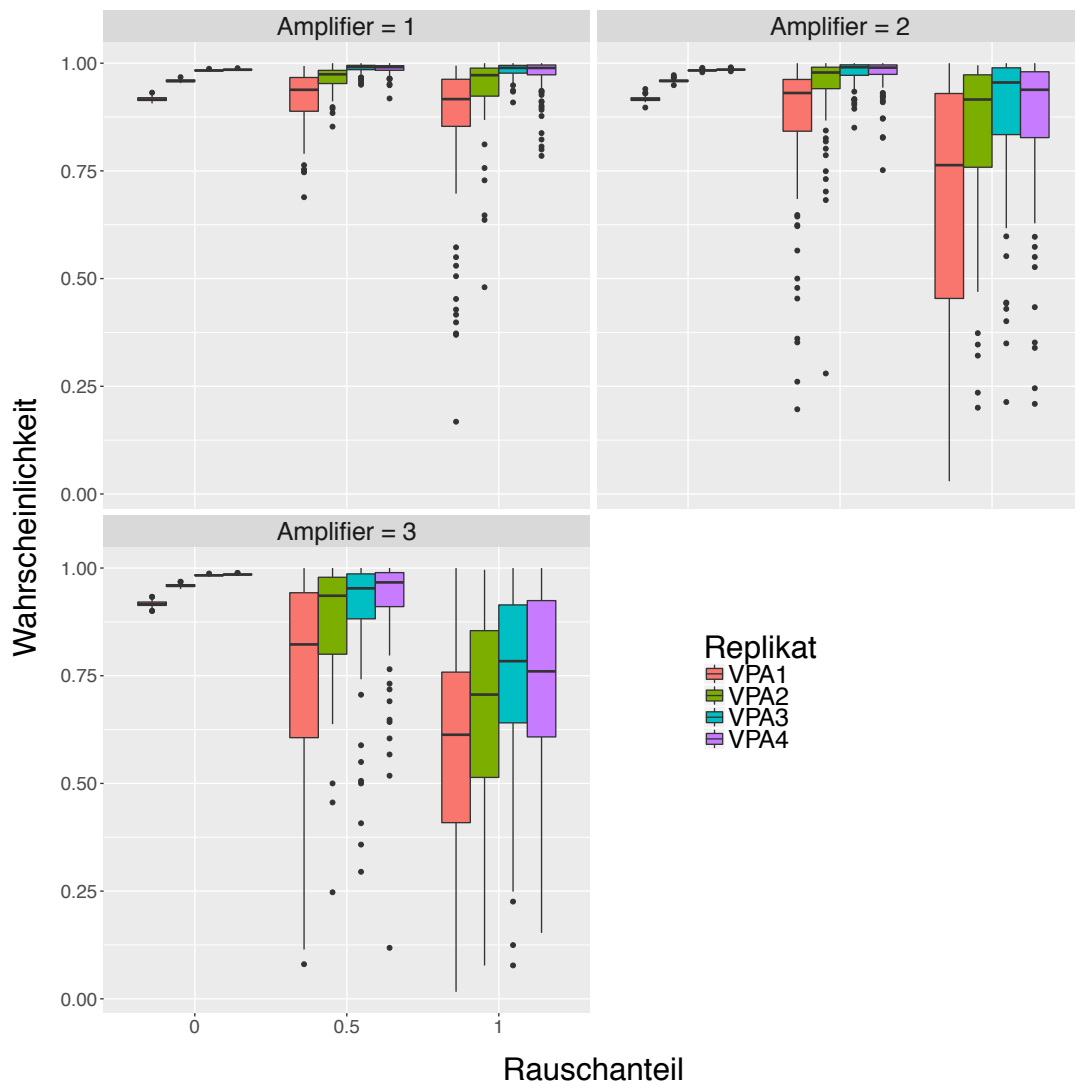 Amplifier = 1
Amplifier = 2
1.00
0.75
0.50
0.25
0.00
Amplifier = 3
1.00
0.75
0.50
0.25
0.00
0
0.5
1
Wahrscheinlichkeit
Rauschanteil
Replikat
VPA1
VPA2
VPA3
VPA4